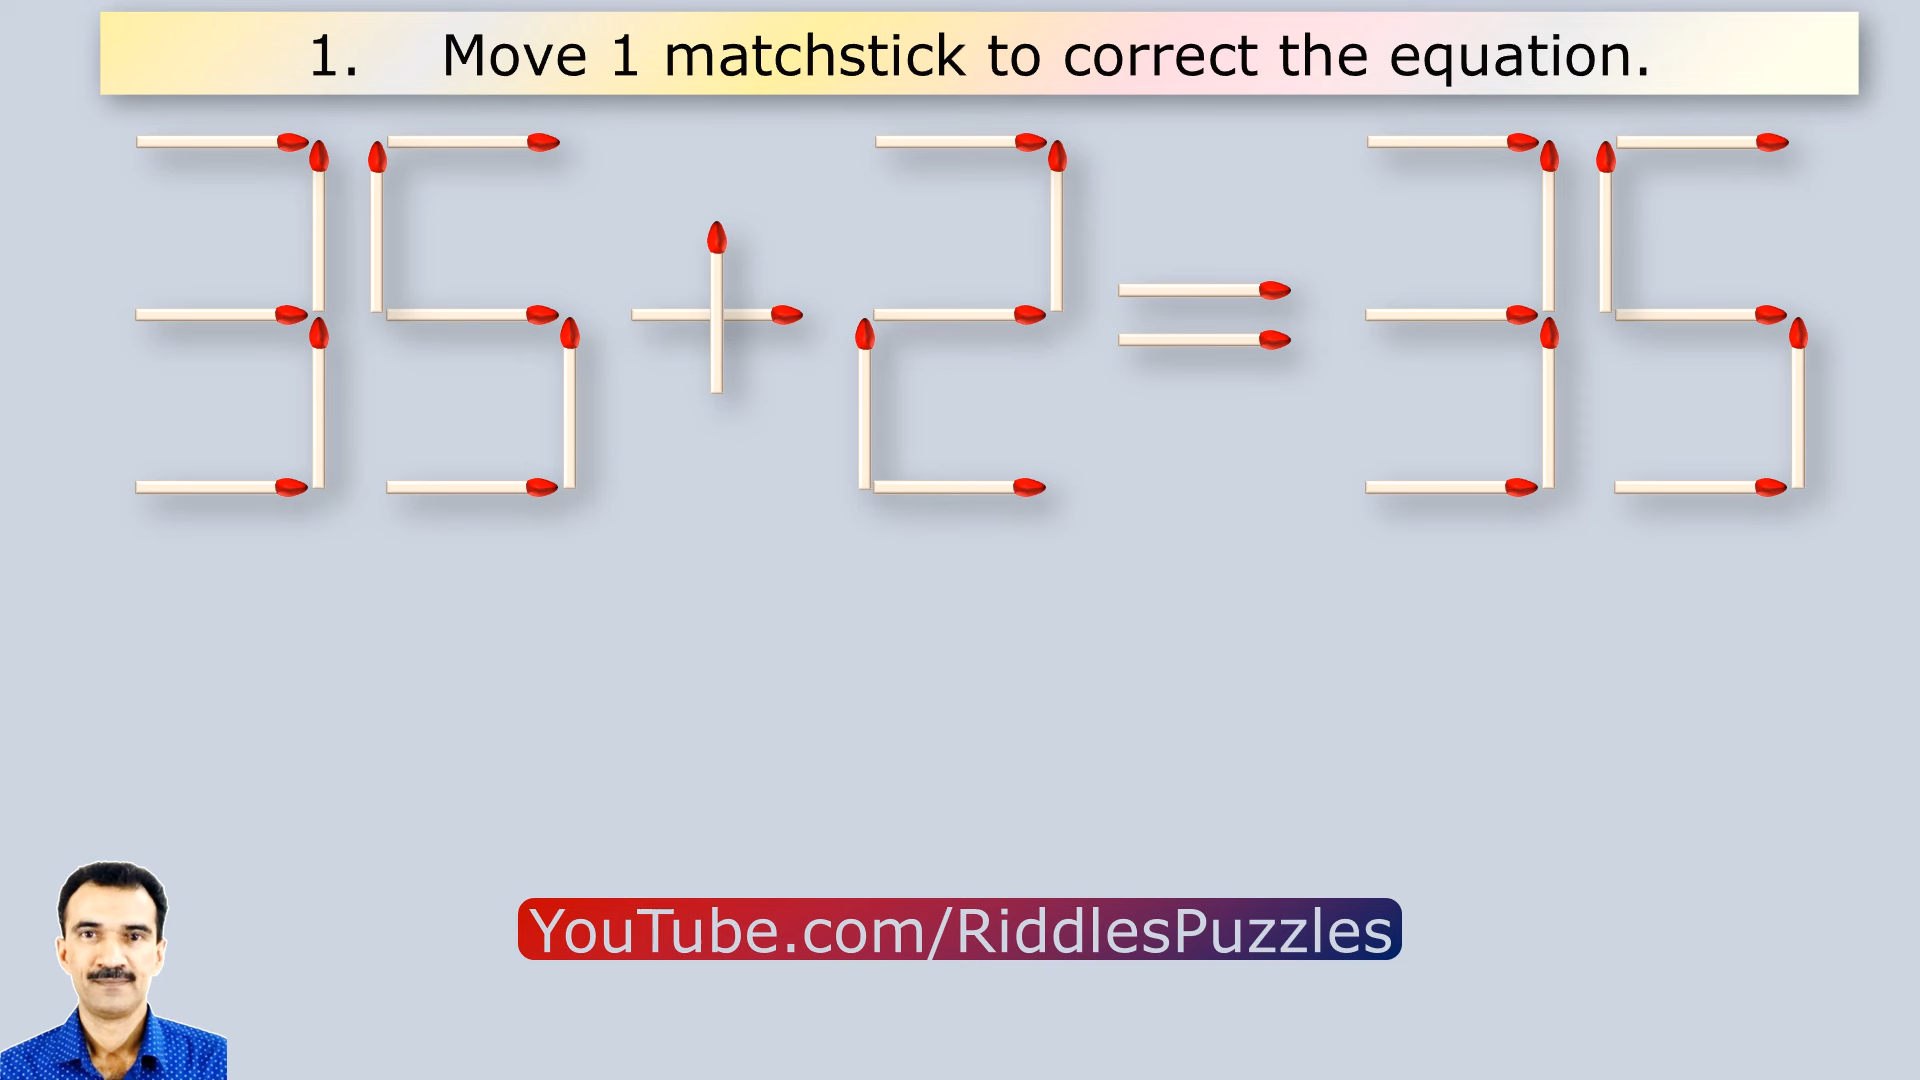 1. Move 1 matchstick to correct the equation.
35+2=35
YouTube.com/RiddlesPuzzles